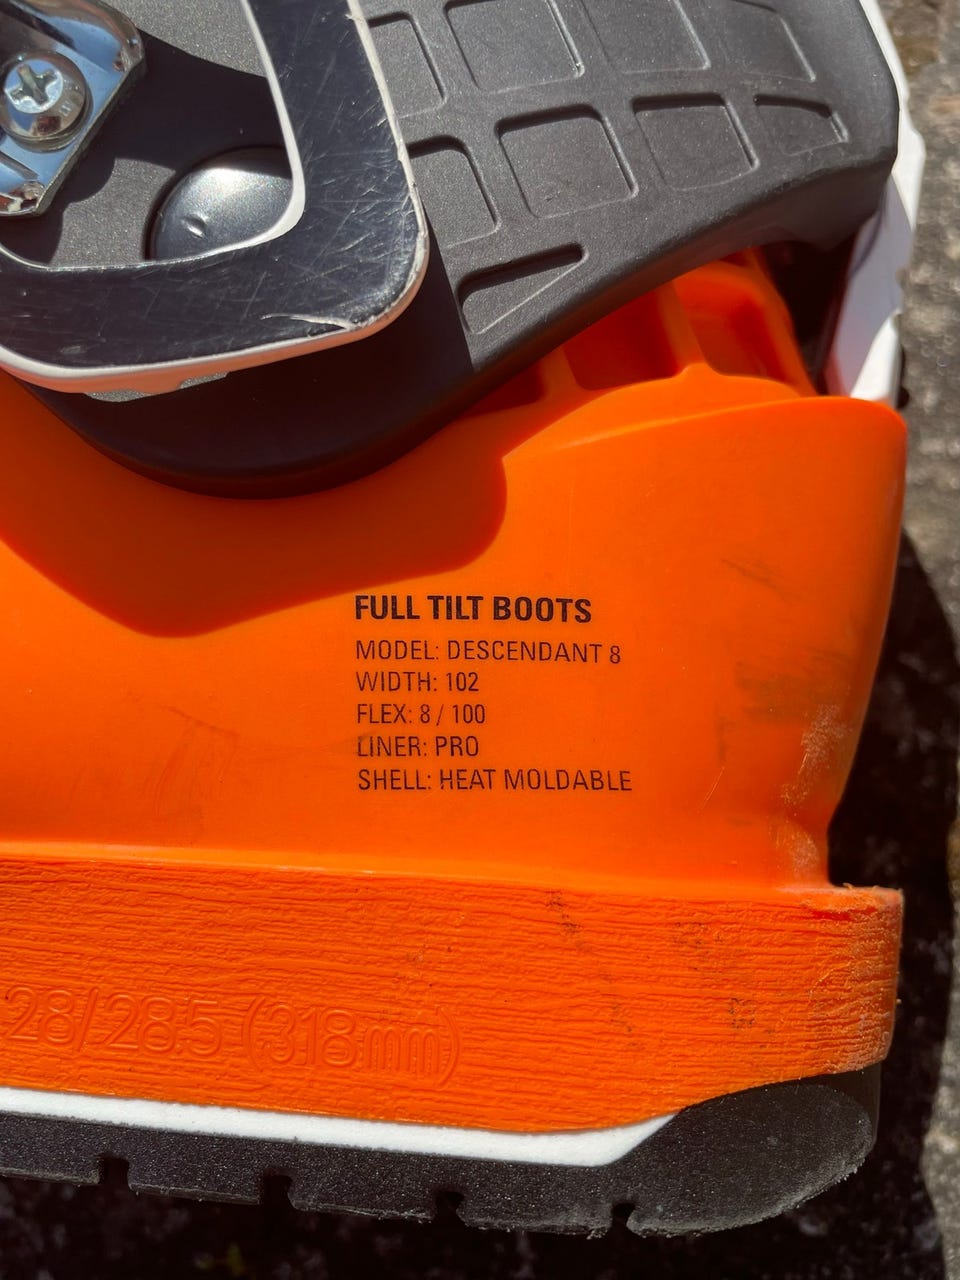 FULL TILT BOOTS
MODEL: DESCENDANT 8
WIDTH: 102
FLEX: 8 / 100
LINER: PRO
SHELL: HEAT MOLDABLE
28/28.5 (318mm)